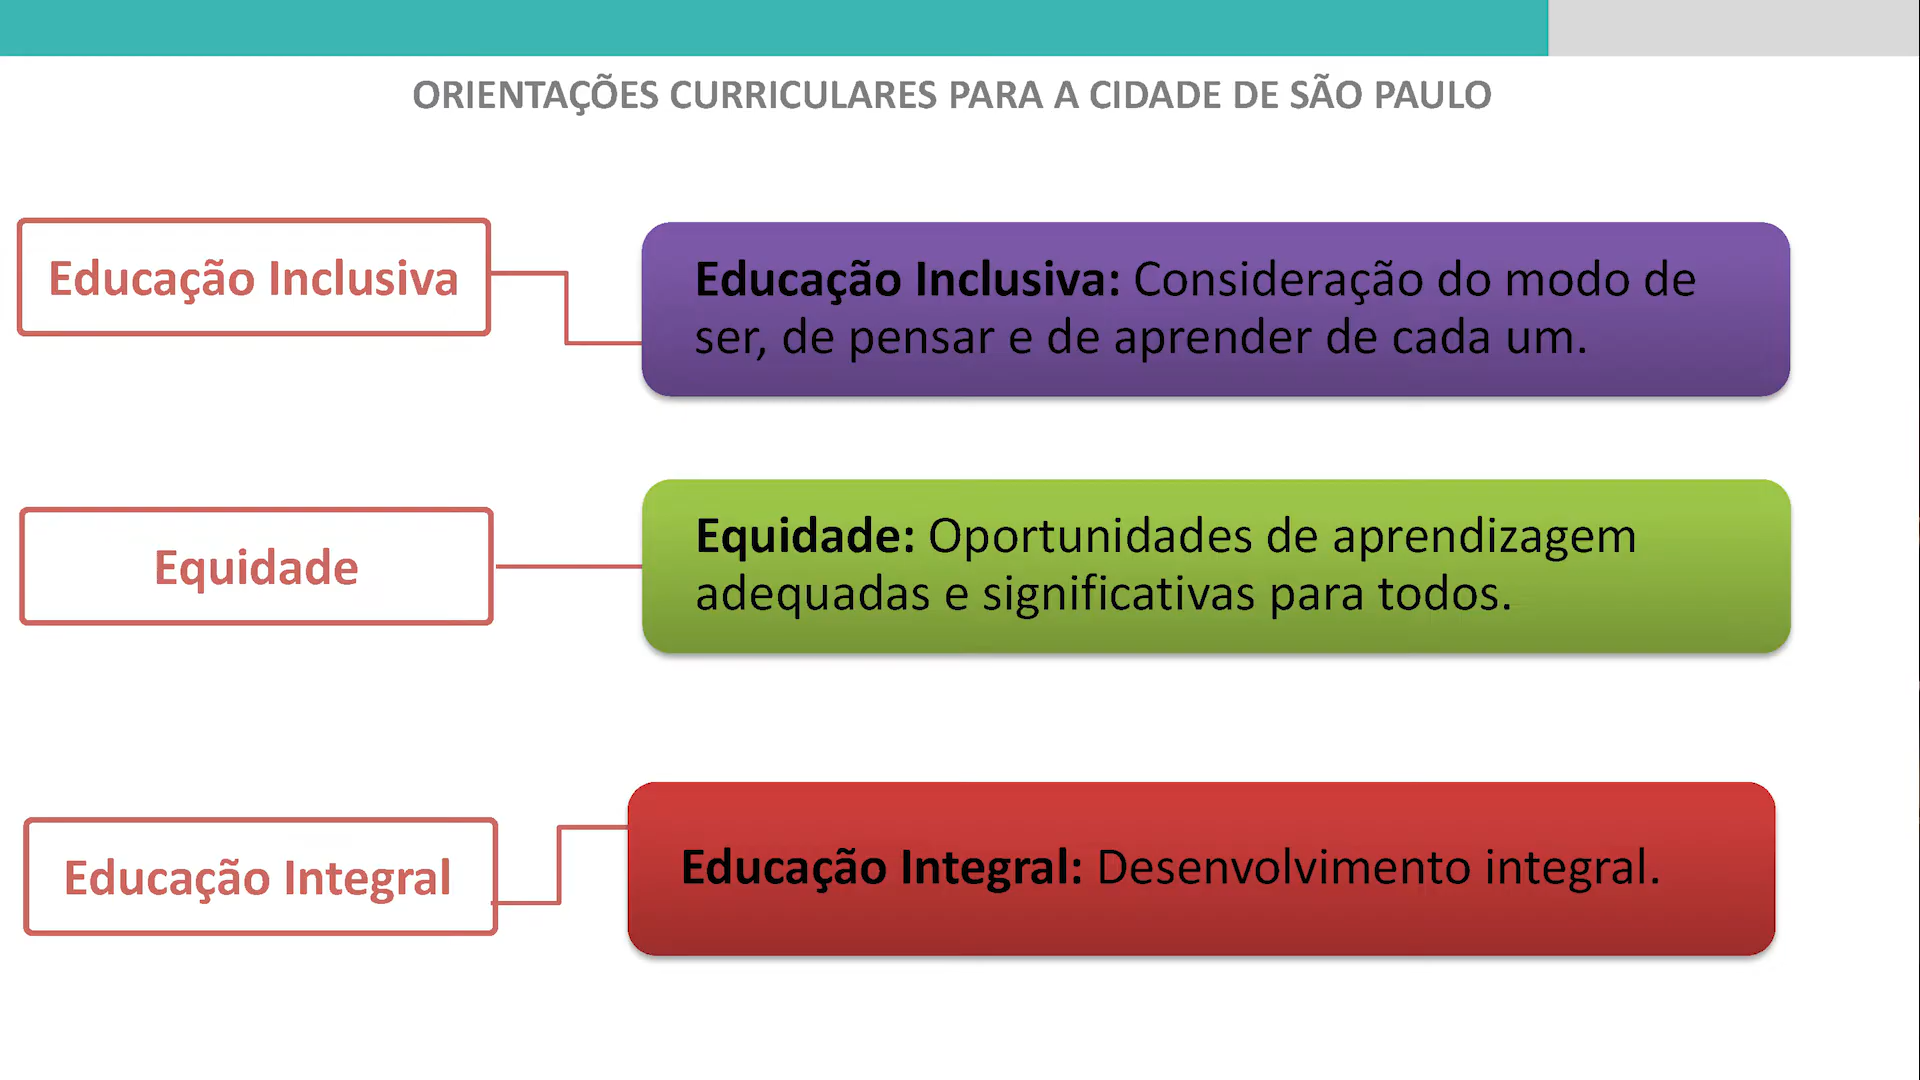 ORIENTAÇÕES CURRICULARES PARA A CIDADE DE SÃO PAULO
Educação Inclusiva
Educação Inclusiva: Consideração do modo de
ser, de pensar e de aprender de cada um.
Equidade
Equidade: Oportunidades de aprendizagem
adequadas e significativas para todos.
Educação Integral
Educação Integral: Desenvolvimento integral.